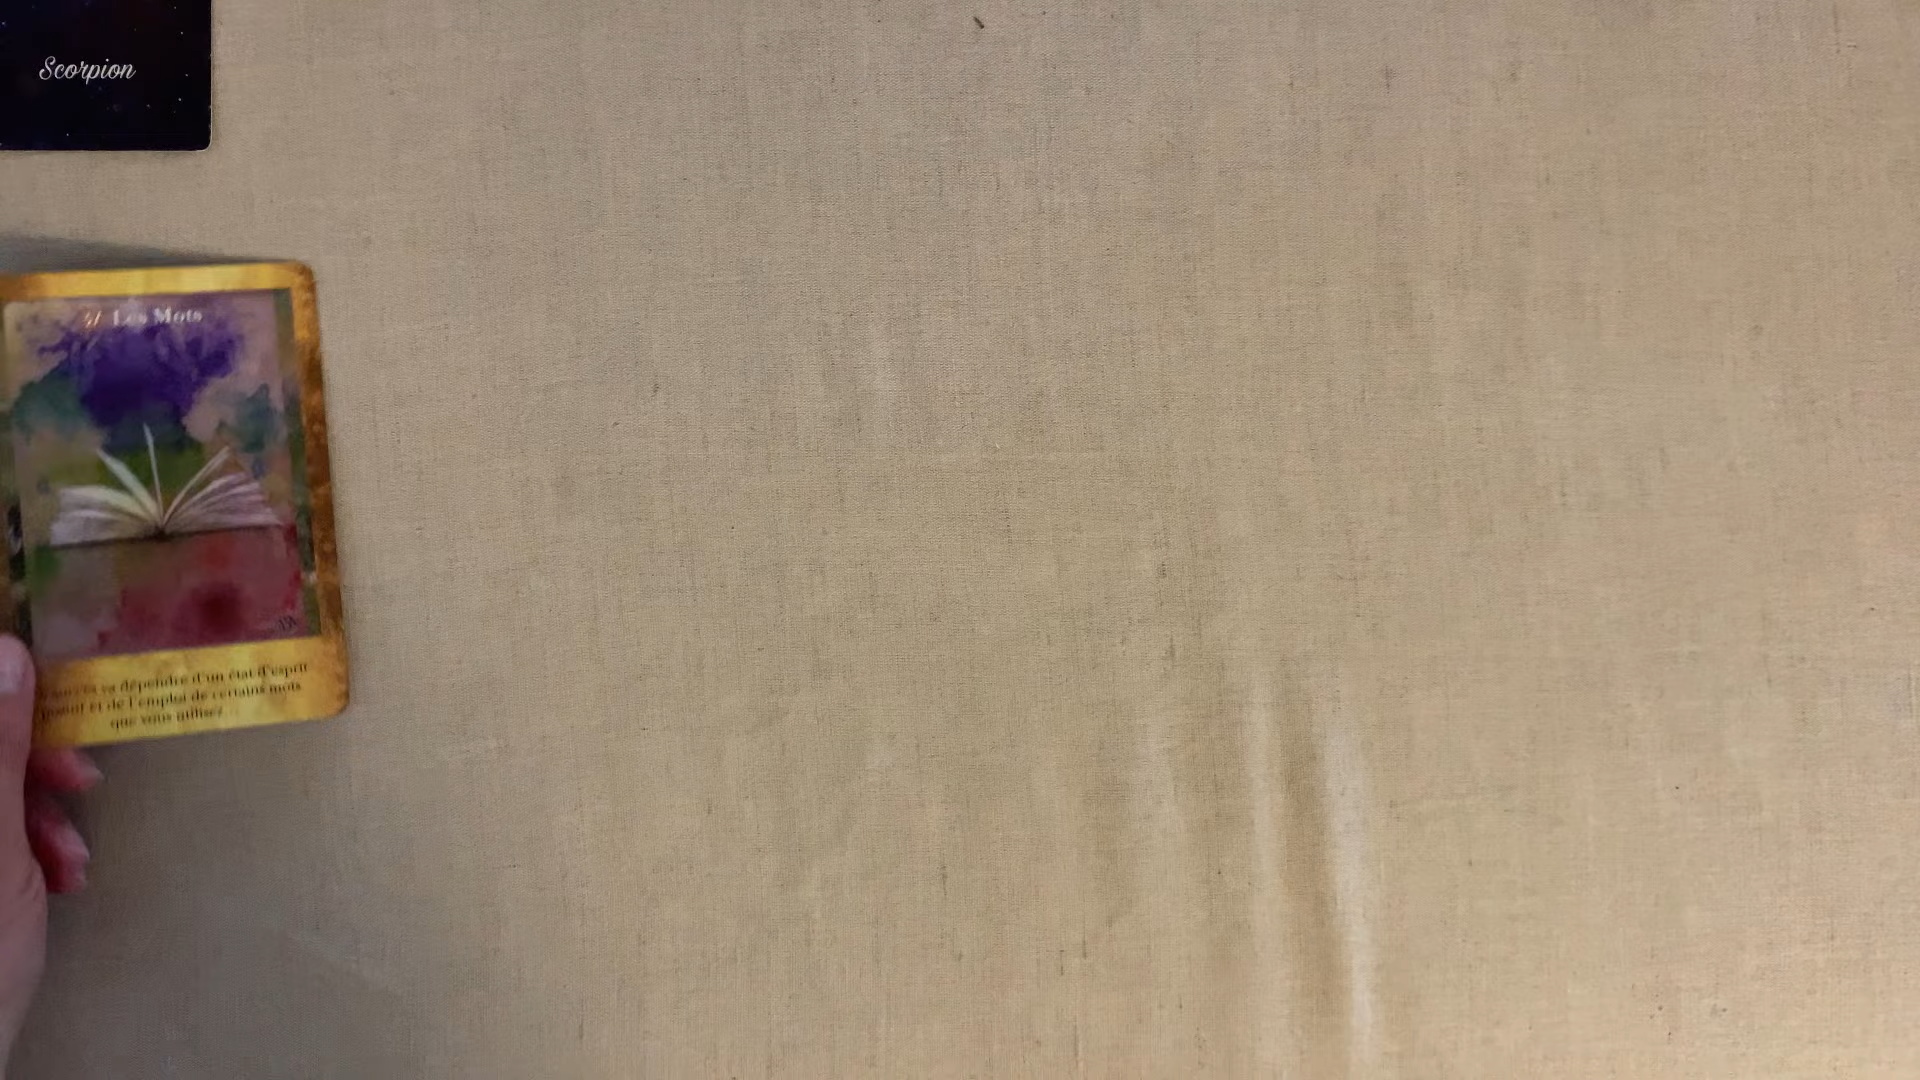 Scorpion
Les Mots
va dépendre d'un état d'esprit
et de l'emploi de certains mots
que vous utilisez